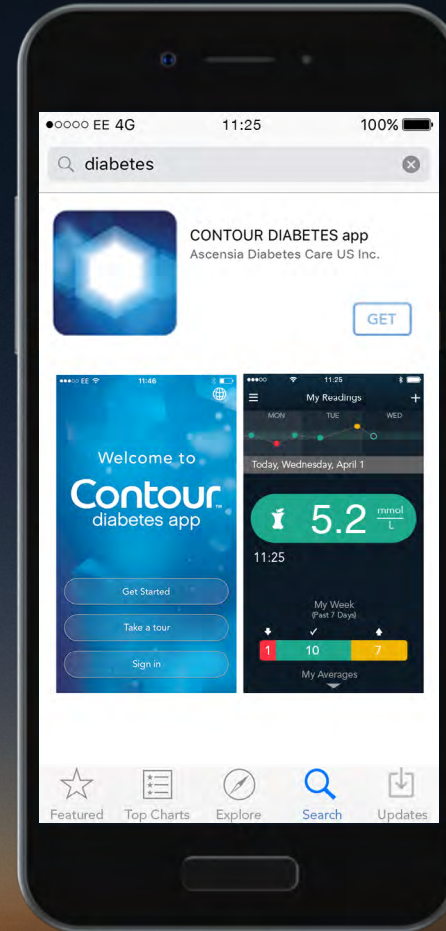 EE 4G 11:25 100%
diabetes
CONTOUR DIABETES app
Ascensia Diabetes Care US Inc.
GET
EE 11:46
Welcome to
Contour™
diabetes app
Get Started
Take a tour
Sign in
11:25
My Readings
MON TUE WED
Today, Wednesday, April 1
5.2 mmol
L
11:25
My Week
(Past 7 Days)
1 10 7
My Averages
Featured Top Charts Explore Search Updates